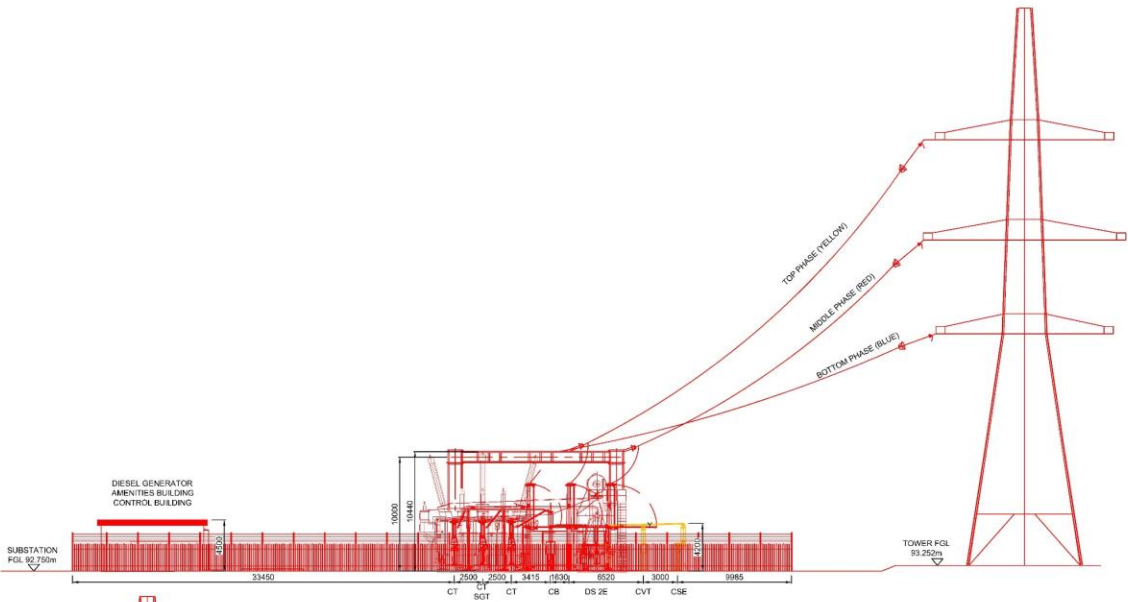 TOP PHASE (YELLOW)
MIDDLE PHASE (RED)
BOTTOM PHASE (BLUE)
DIESEL GENERATOR
AMENITIES BUILDING
CONTROL BUILDING
10000
10440
4500
4200
SUBSTATION
FGL 92.750m
TOWER FGL
93.252m
33450
2500
2500
3415
1630
6520
3000
9985
CT
CT
SGT
CT
CB
DS 2E
CVT
CSE